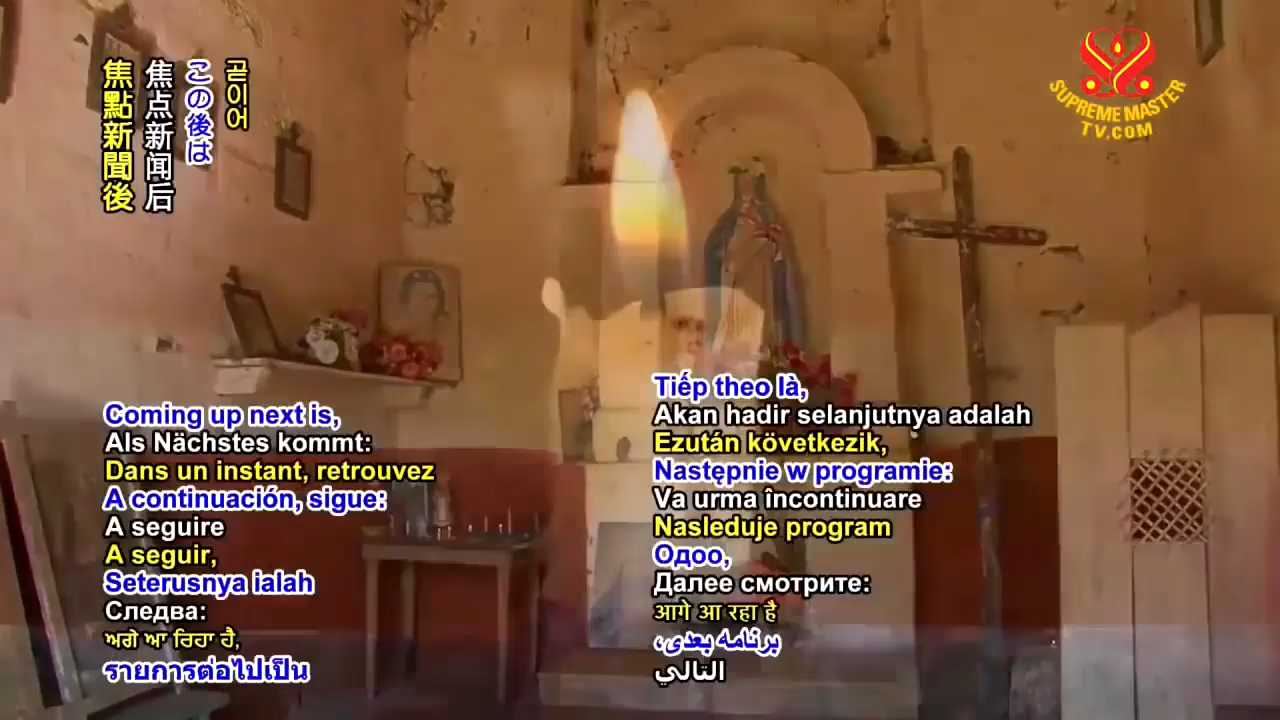 곧이어
この後は
焦点新闻后
焦點新聞後
SUPREME MASTER
TV.COM
Coming up next is,
Als Nächstes kommt:
Dans un instant, retrouvez
A continuación, sigue:
A seguire
A seguir,
Seterusnya ialah
Следва:
ਅਗੇ ਆ ਰਿਹਾ ਹੈ,
รายการต่อไปเป็น
Tiếp theo là,
Akan hadir selanjutnya adalah
Ezután következik,
Następnie w programie:
Va urma încontinuare
Nasleduje program
Одоо,
Далее смотрите:
आगे आ रहा है
برنامه بعدی،
التالي